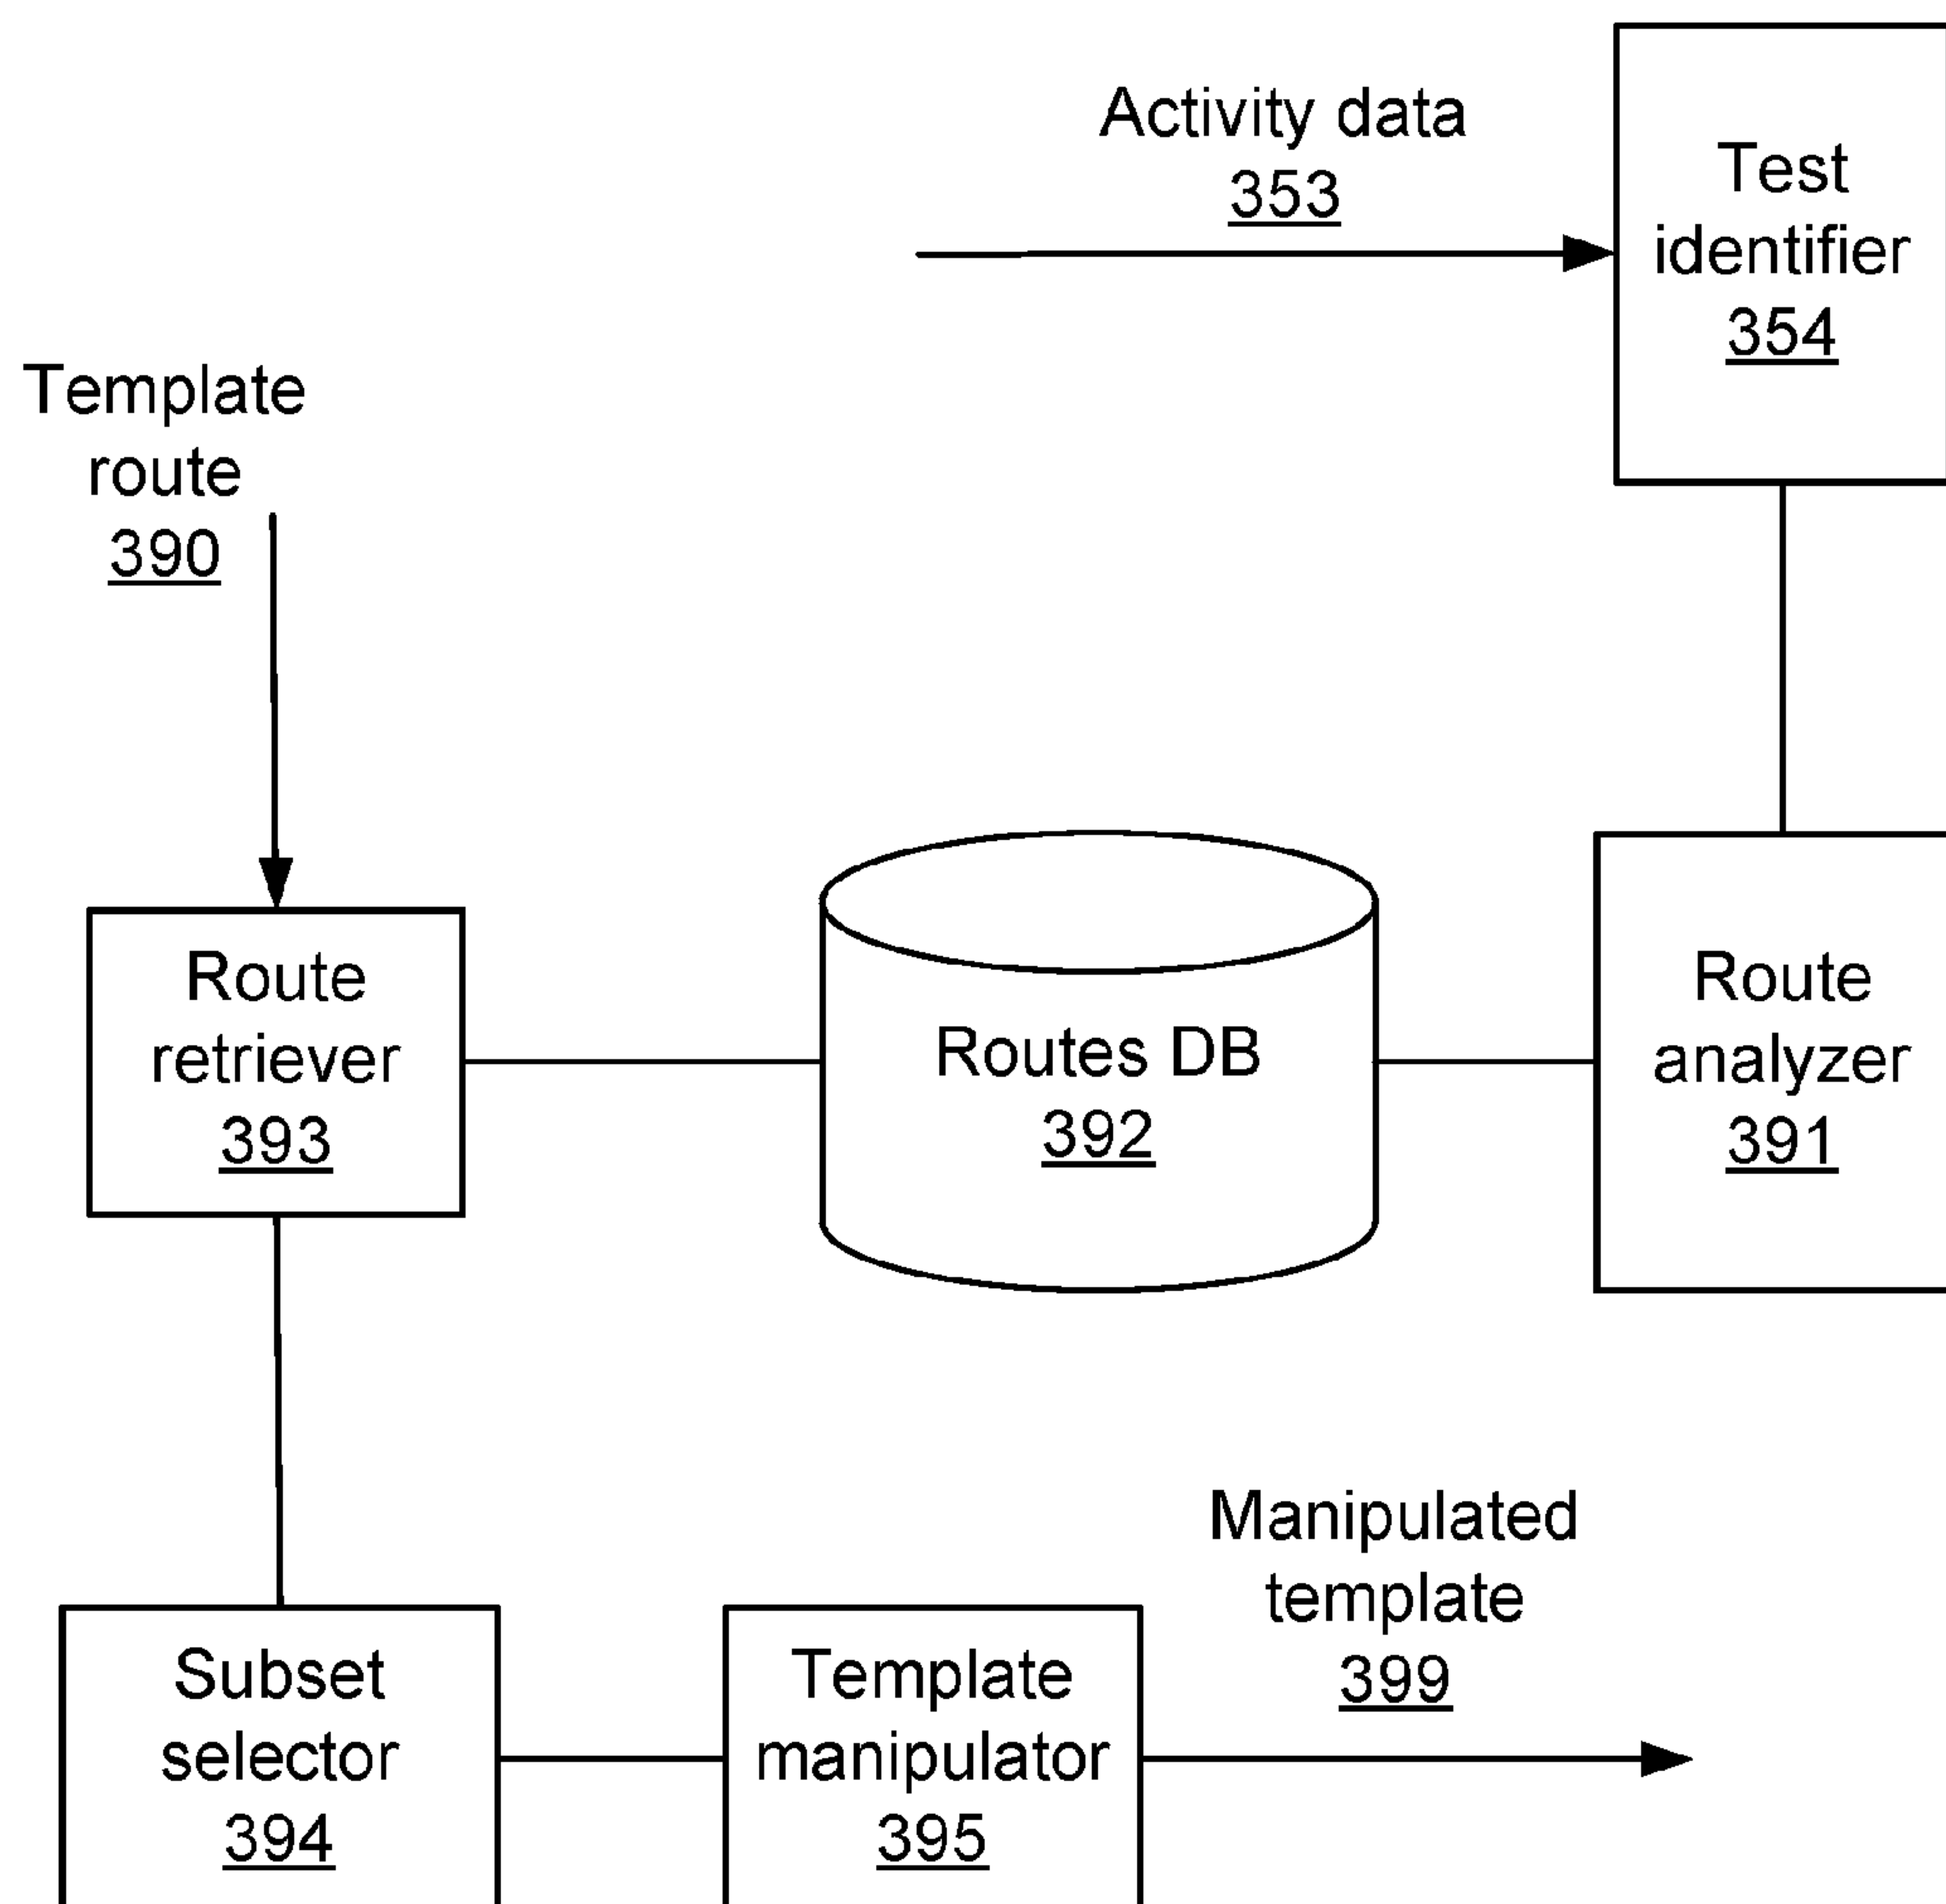 Activity data
353
Test
identifier
354
Template
route
390
Route
retriever
393
Routes DB
392
Route
analyzer
391
Manipulated
template
399
Subset
selector
394
Template
manipulator
395